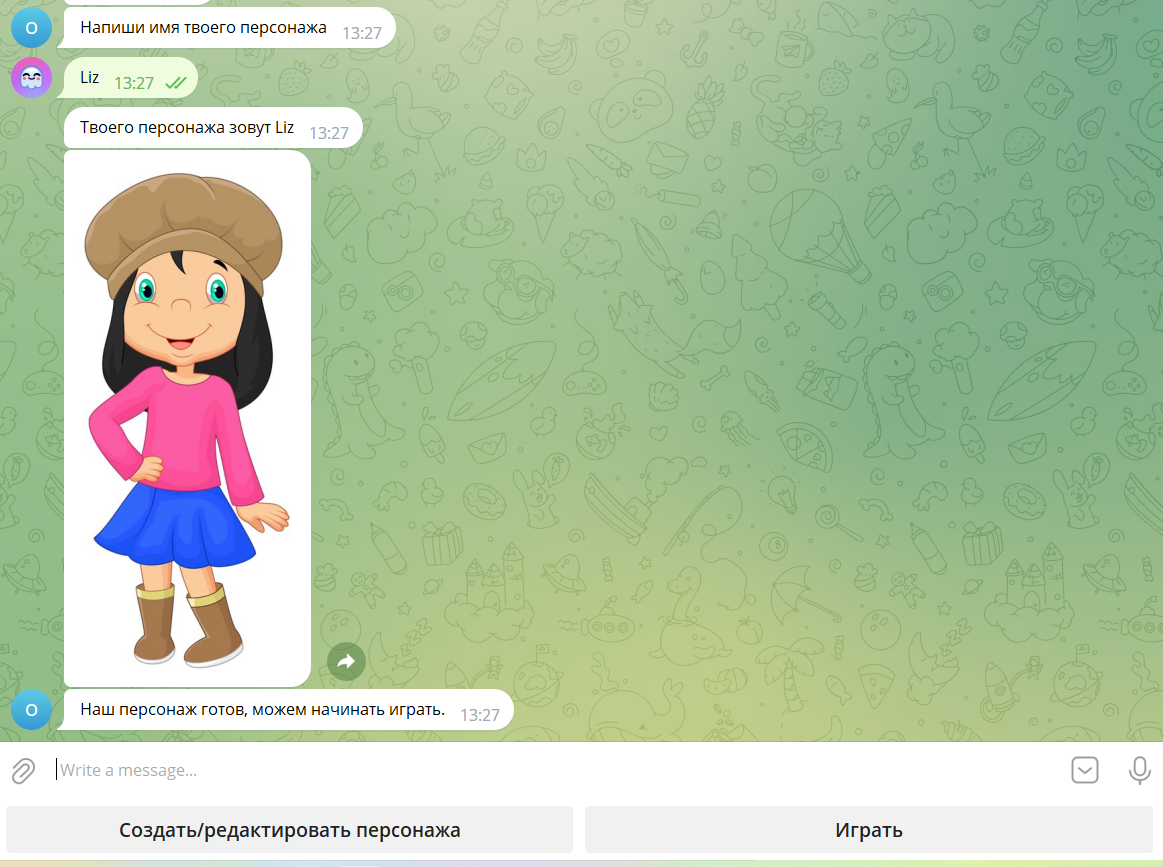 O
Напиши имя твоего персонажа 13:27
Liz 13:27
Твоего персонажа зовут Liz 13:27
O
Наш персонаж готов, можем начинать играть. 13:27
Write a message...
Создать/редактировать персонажа
Играть